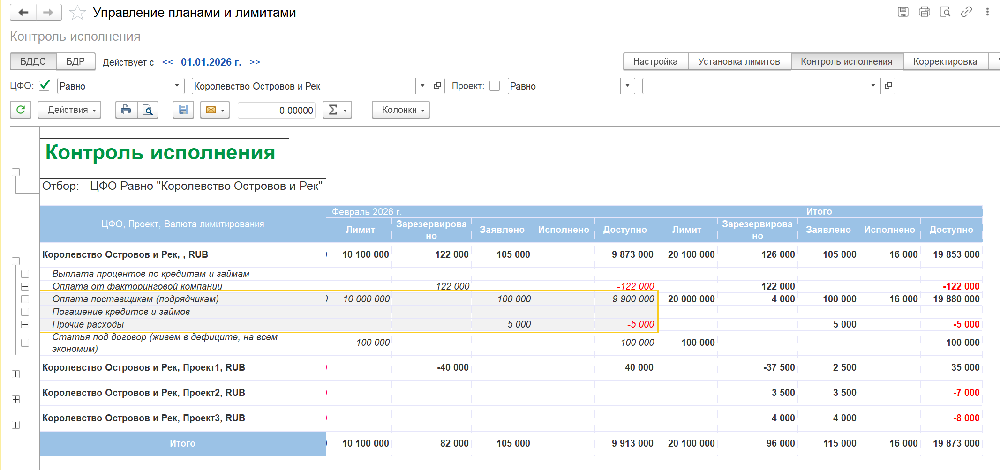 Управление планами и лимитами
Контроль исполнения
БДДС БДР Действует с << 01.01.2026 г. >> Настройка Установка лимитов Контроль исполнения Корректировка
ЦФО: Равно Королевство Островов и Рек Проект: Равно
Действия 0,00000 Σ Колонки
Контроль исполнения
Отбор: ЦФО Равно "Королевство Островов и Рек"
ЦФО, Проект, Валюта лимитирования Февраль 2026 г. Итого
Лимит Зарезервирова
но Заявлено Исполнено Доступно Лимит Зарезервирова
но Заявлено Исполнено Доступно
Королевство Островов и Рек, , RUB 10 100 000 122 000 105 000 9 873 000 20 100 000 126 000 105 000 16 000 19 853 000
Выплата процентов по кредитам и займам
Оплата от факторинговой компании 122 000 -122 000 122 000 -122 000
Оплата поставщикам (подрядчикам) 10 000 000 100 000 9 900 000 20 000 000 4 000 100 000 16 000 19 880 000
Погашение кредитов и займов
Прочие расходы 5 000 -5 000 5 000 -5 000
Статья под договор (живем в дефиците, на всем
экономим) 100 000 100 000 100 000 100 000
Королевство Островов и Рек, Проект1, RUB -40 000 40 000 -37 500 2 500 35 000
Королевство Островов и Рек, Проект2, RUB 3 500 3 500 -7 000
Королевство Островов и Рек, Проект3, RUB 4 000 4 000 -8 000
Итого 10 100 000 82 000 105 000 9 913 000 20 100 000 96 000 115 000 16 000 19 873 000